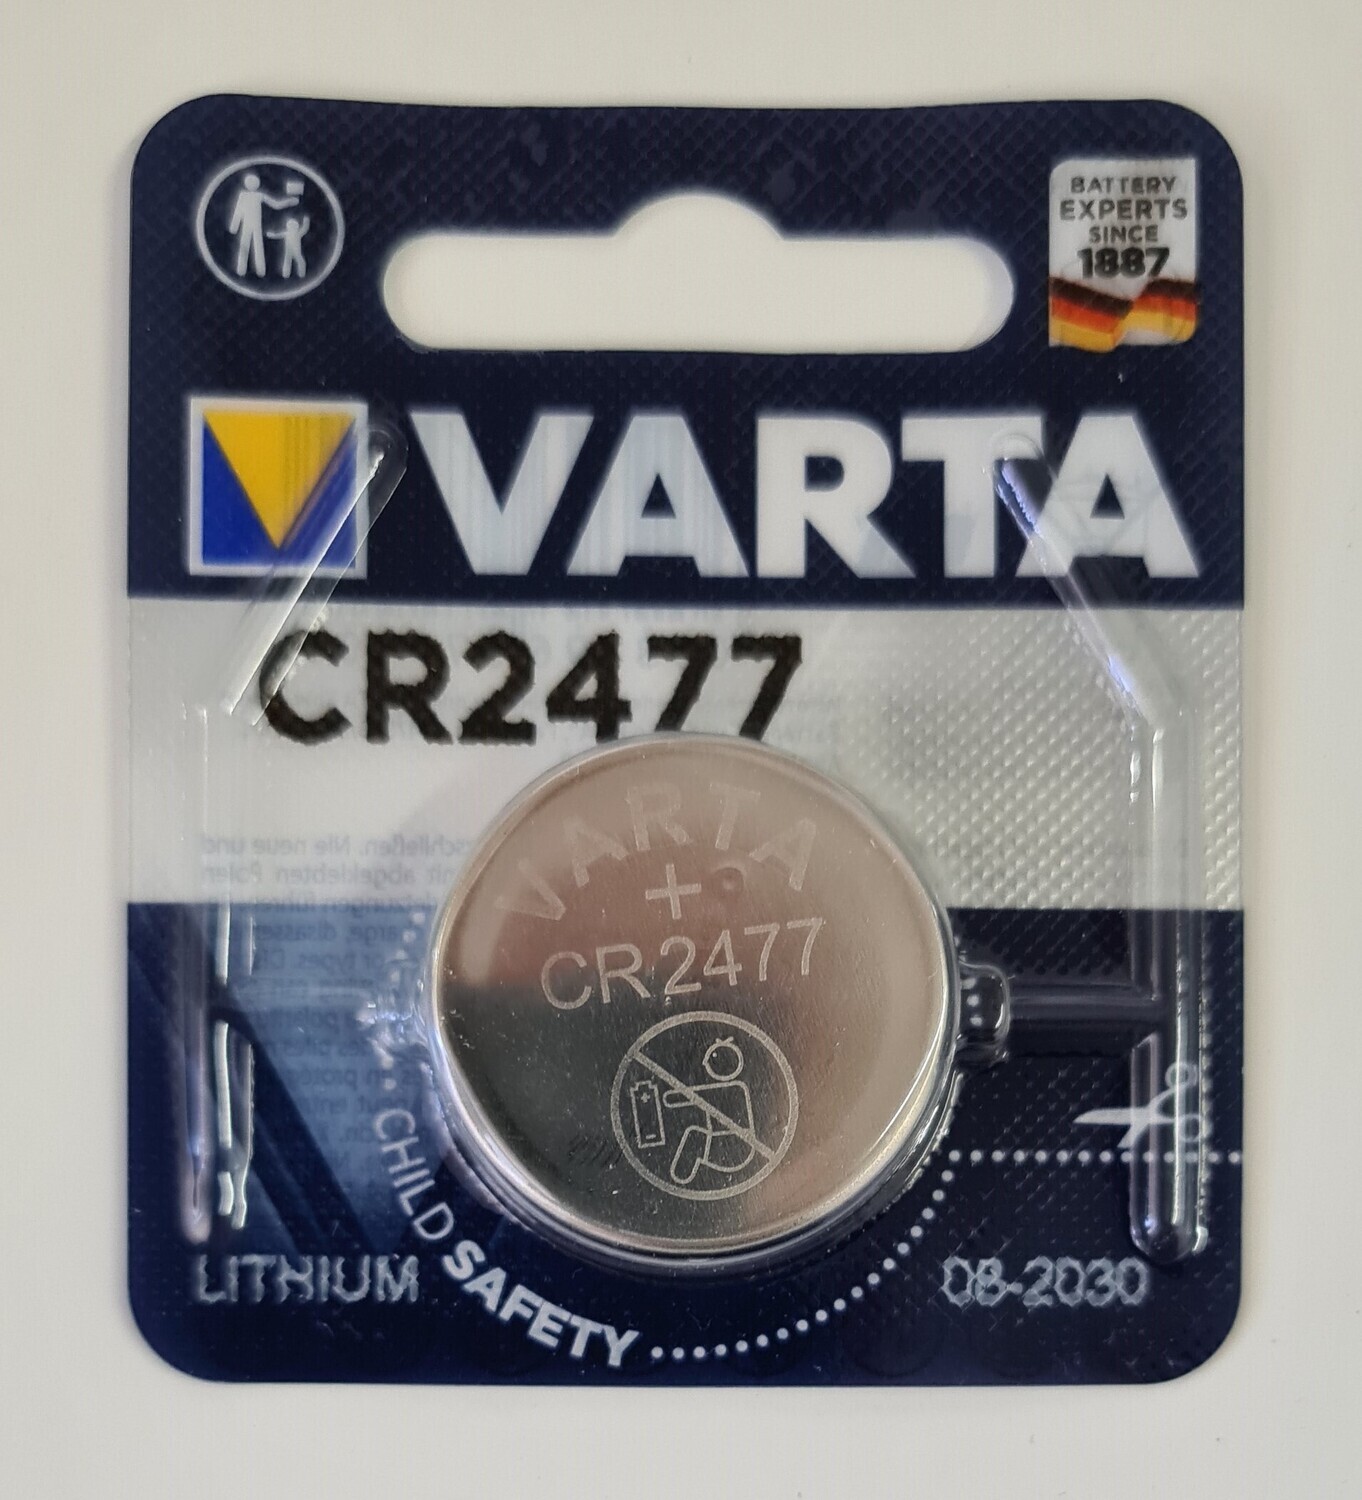 BATTERY
EXPERTS
SINCE
1887
VARTA
CR2477
VARTA
+
CR2477
CHILD SAFETY
LITHIUM
08-2030